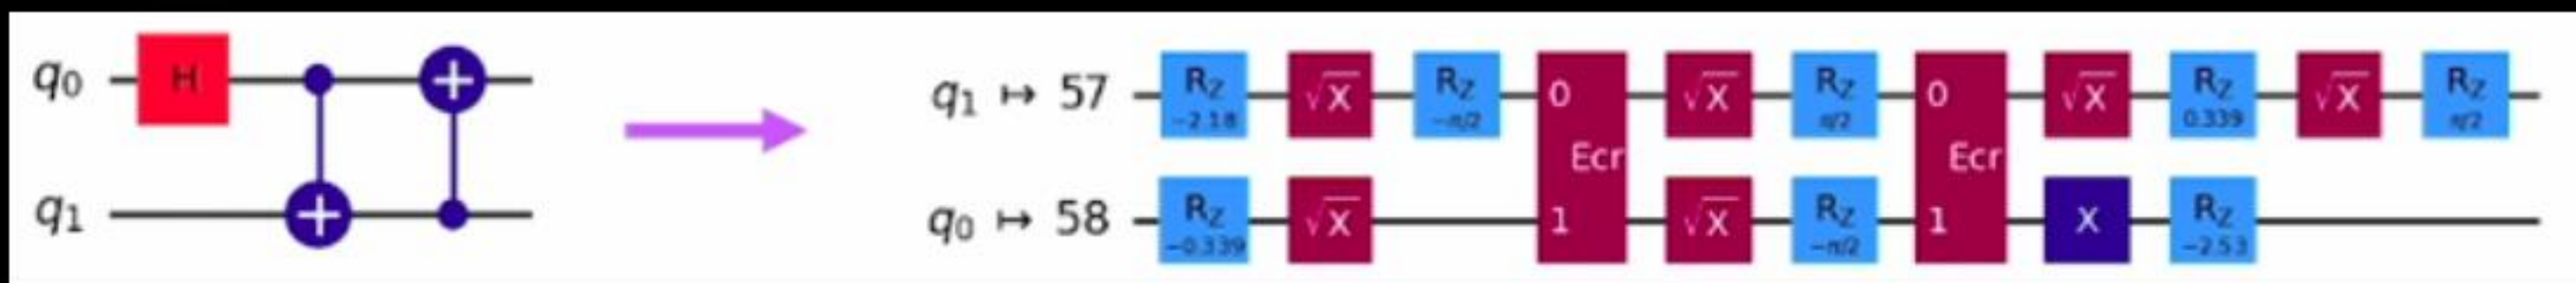 q0 H
q1
q1 ↦ 57 RZ -2.18 √X RZ -π/2 0 √X RZ π/2 0 √X RZ 0.339 √X RZ π/2
Ecr Ecr
q0 ↦ 58 RZ -0.339 √X 1 √X RZ -π/2 1 X RZ -2.53